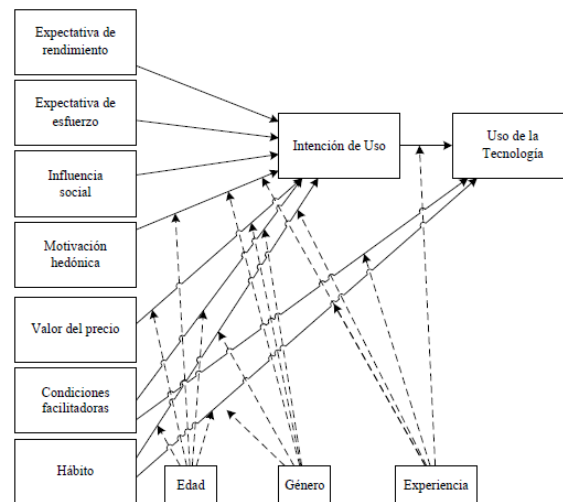 Expectativa de
rendimiento
Expectativa de
esfuerzo
Influencia
social
Motivación
hedónica
Valor del precio
Condiciones
facilitadoras
Hábito
Intención de Uso
Uso de la
Tecnología
Edad
Género
Experiencia